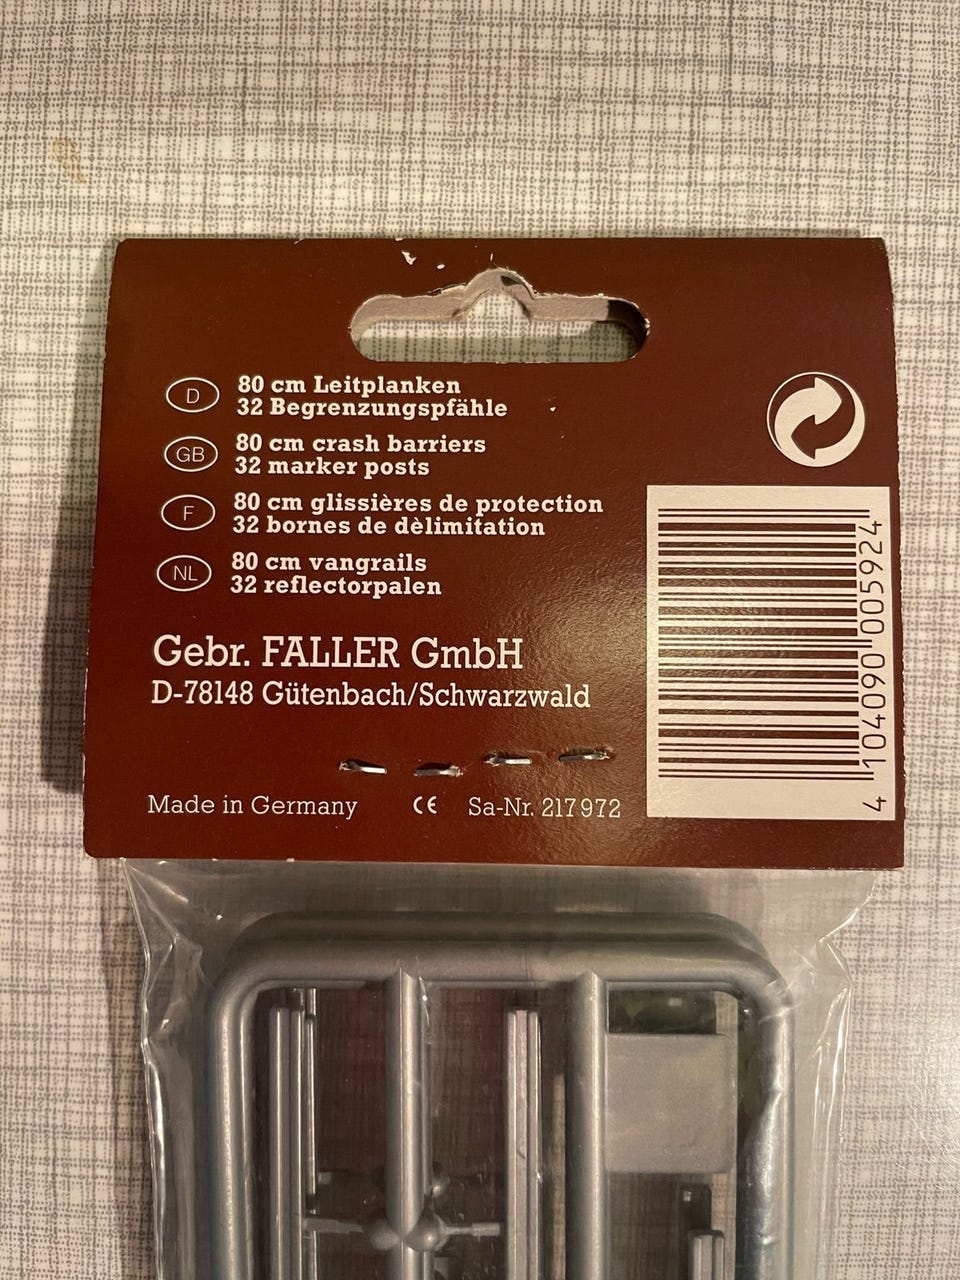 D
80 cm Leitplanken
32 Begrenzungspfähle
GB
80 cm crash barriers
32 marker posts
F
80 cm glissières de protection
32 bornes de dèlimitation
NL
80 cm vangrails
32 reflectorpalen
Gebr. FALLER GmbH
D-78148 Gütenbach/Schwarzwald
Made in Germany CE Sa-Nr. 217 972
4 104090 005924